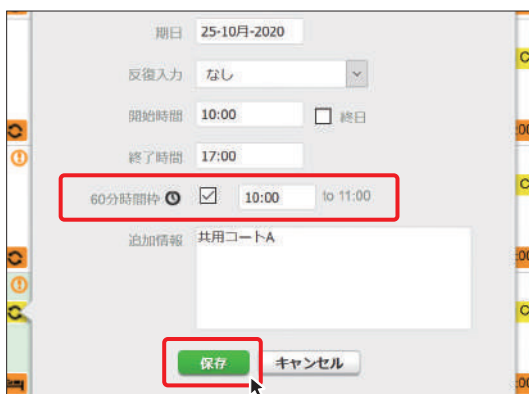 期日 25-10月-2020
反復入力 なし
開始時間 10:00 終日
終了時間 17:00
60分時間枠 10:00 to 11:00
追加情報 共用コートA
保存 キャンセル